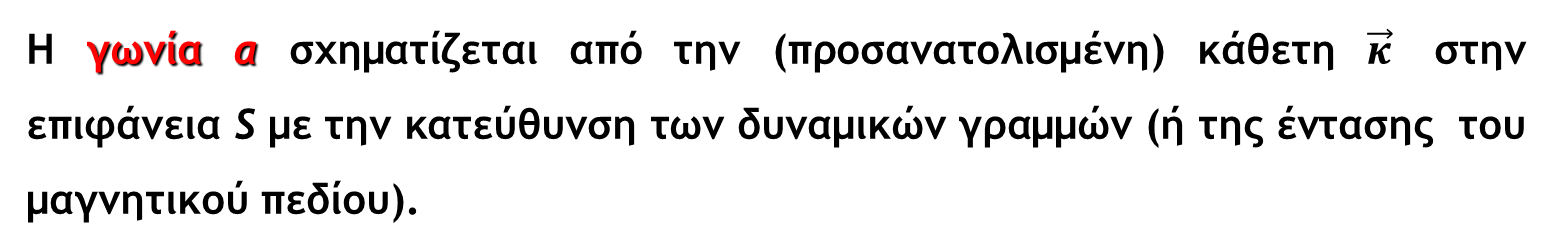 Η γωνία α σχηματίζεται από την (προσανατολισμένη) κάθετη κ⃗ στην
επιφάνεια S με την κατεύθυνση των δυναμικών γραμμών (ή της έντασης του
μαγνητικού πεδίου).